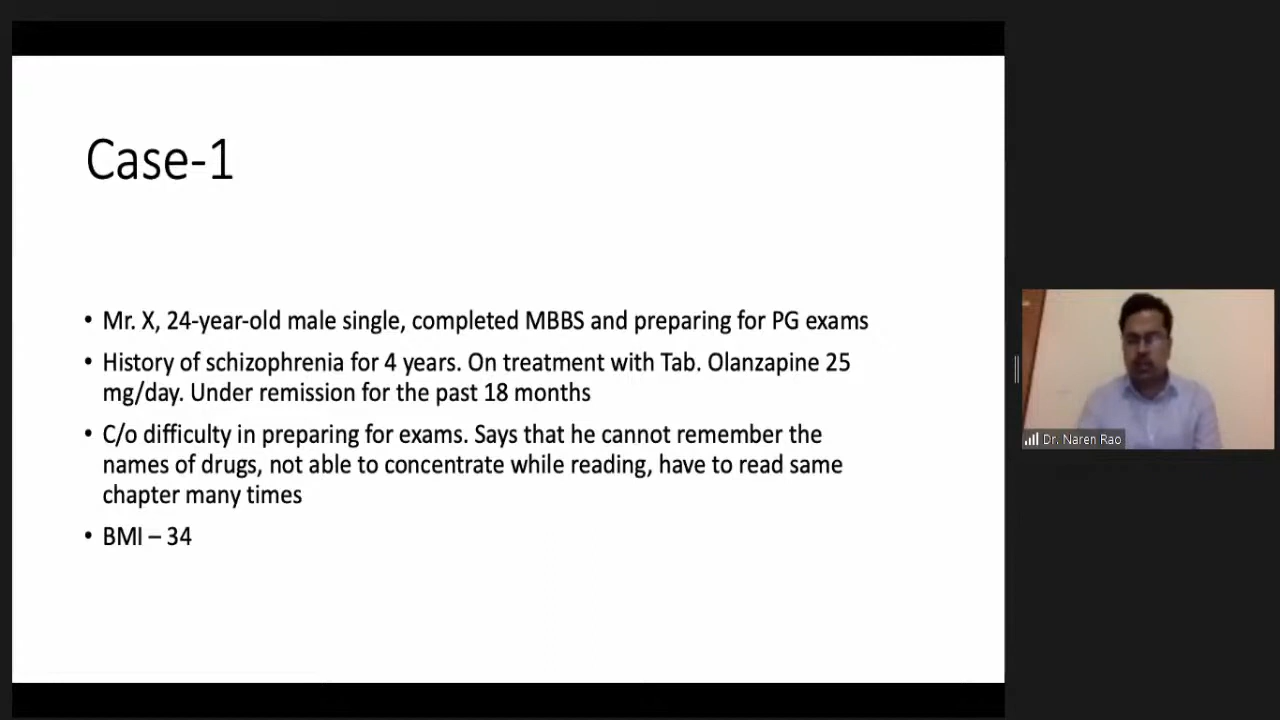 Case-1
• Mr. X, 24-year-old male single, completed MBBS and preparing for PG exams
• History of schizophrenia for 4 years. On treatment with Tab. Olanzapine 25
mg/day. Under remission for the past 18 months
• C/o difficulty in preparing for exams. Says that he cannot remember the
names of drugs, not able to concentrate while reading, have to read same
chapter many times
• BMI – 34
Dr. Naren Rao